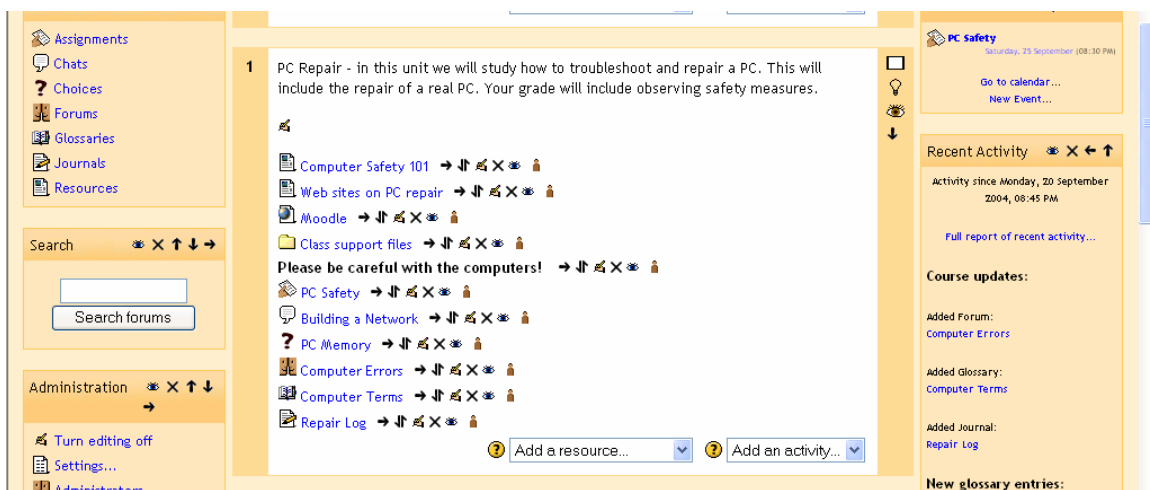 Assignments
Chats
Choices
Forums
Glossaries
Journals
Resources
Search
Search forums
Administration
Turn editing off
Settings...
Administrators
1
PC Repair - in this unit we will study how to troubleshoot and repair a PC. This will
include the repair of a real PC. Your grade will include observing safety measures.
Computer Safety 101
Web sites on PC repair
Moodle
Class support files
Please be careful with the computers!
PC Safety
Building a Network
PC Memory
Computer Errors
Computer Terms
Repair Log
Add a resource...
Add an activity...
PC Safety
Saturday, 25 September (08:30 PM)
Go to calendar...
New Event...
Recent Activity
Activity since Monday, 20 September
2004, 08:45 PM
Full report of recent activity...
Course updates:
Added Forum:
Computer Errors
Added Glossary:
Computer Terms
Added Journal:
Repair Log
New glossary entries: